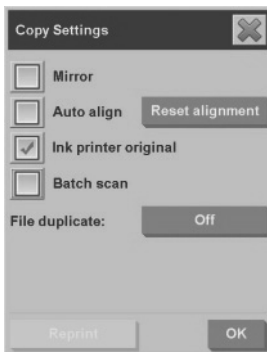 Copy Settings
Mirror
Auto align Reset alignment
Ink printer original
Batch scan
File duplicate: Off
Reprint OK